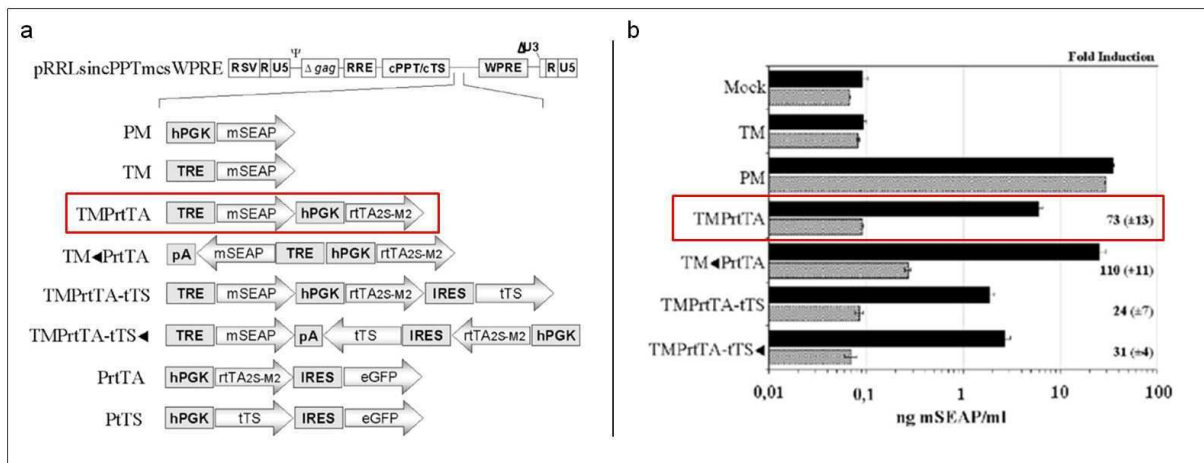 a
pRRLsincPPTmcsWPRE RSV R U5 Ψ Δ gag RRE cPPT/cTS WPRE ΔU3 R U5
PM hPGK mSEAP
TM TRE mSEAP
TMPrtTA TRE mSEAP hPGK rtTA2S-M2
TM◀PrtTA pA mSEAP TRE hPGK rtTA2S-M2
TMPrtTA-tTS TRE mSEAP hPGK rtTA2S-M2 IRES tTS
TMPrtTA-tTS◀ TRE mSEAP pA tTS IRES rtTA2S-M2 hPGK
PrtTA hPGK rtTA2S-M2 IRES eGFP
PtTS hPGK tTS IRES eGFP
b
Fold Induction
Mock
TM
PM
TMPrtTA 73 (±13)
TM◀PrtTA 110 (±11)
TMPrtTA-tTS 24 (±7)
TMPrtTA-tTS◀ 31 (±4)
0,01 0,1 1 10 100
ng mSEAP/ml